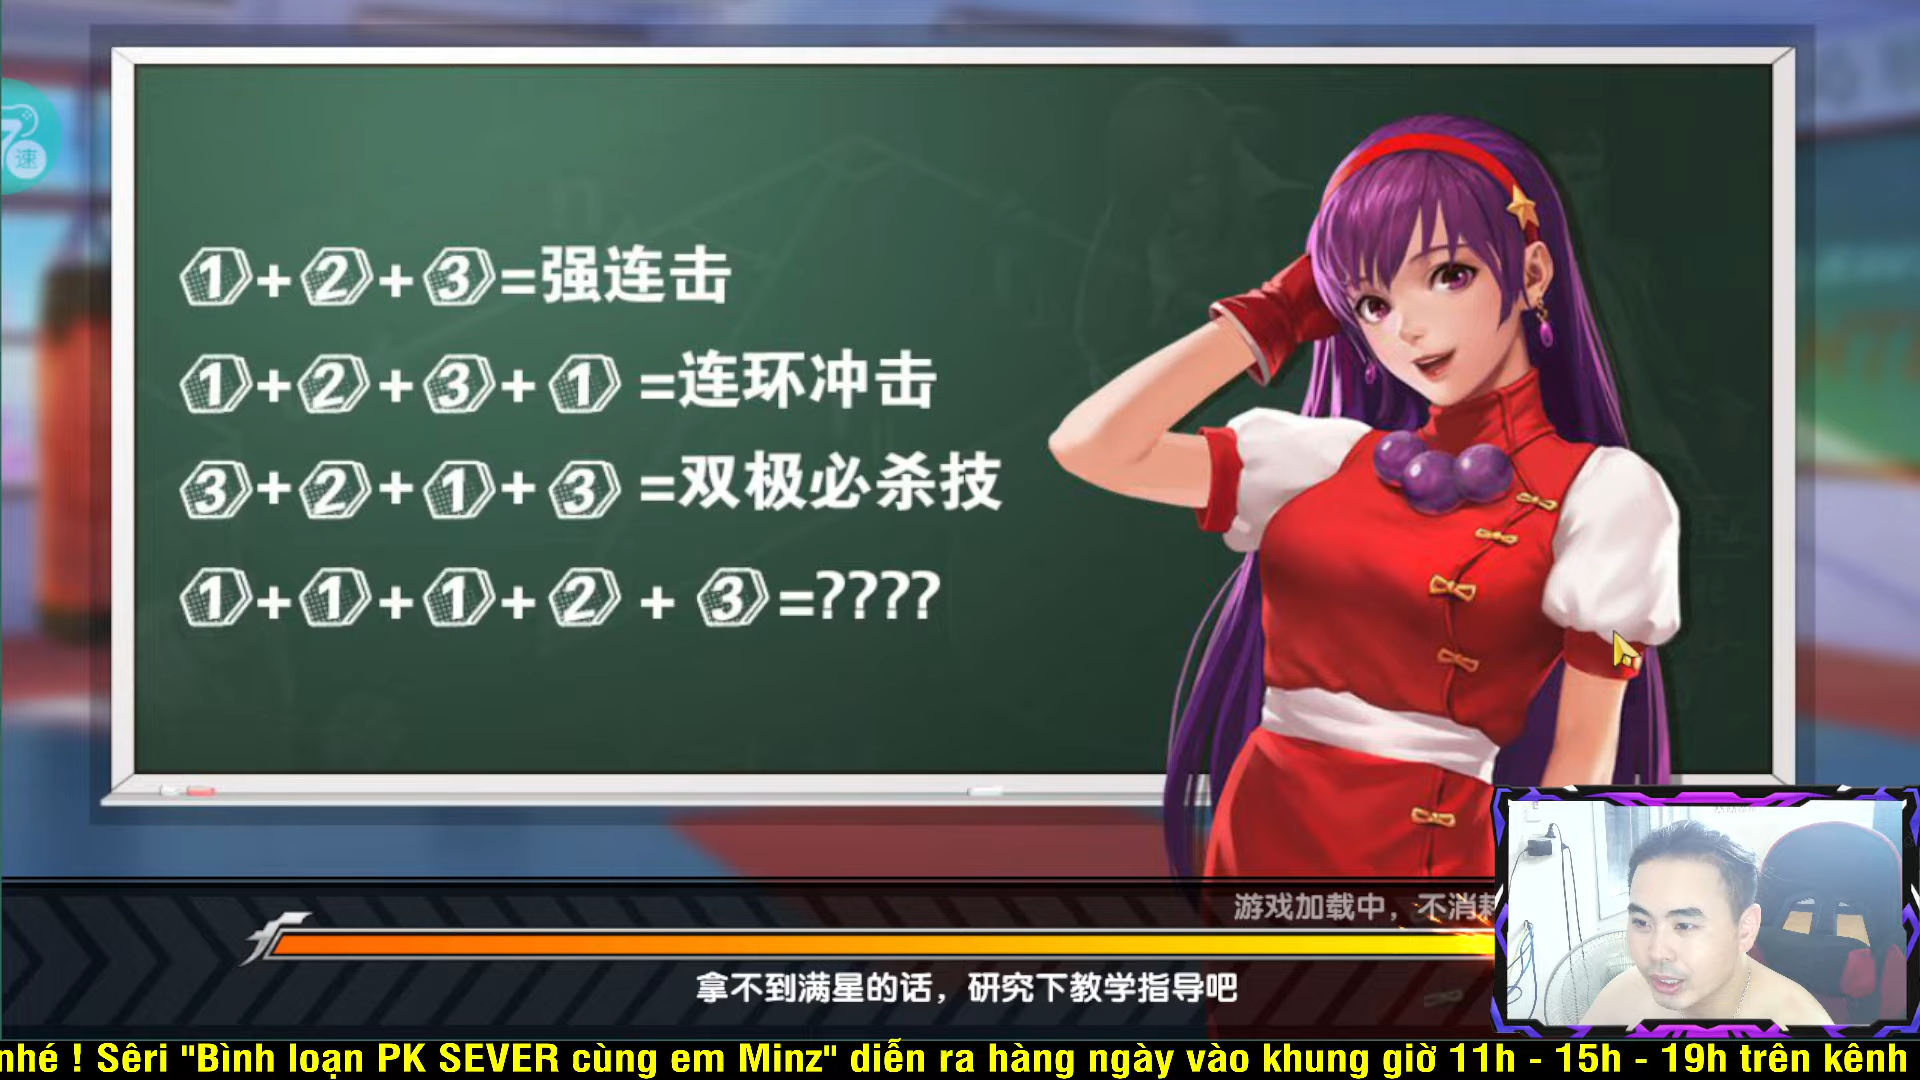 速
①+②+③=强连击
①+②+③+① =连环冲击
③+②+①+③ =双极必杀技
①+①+①+② + ③=????
游戏加载中，不消耗
拿不到满星的话，研究下教学指导吧
nhé ! Sêri "Bình loạn PK SEVER cùng em Minz" diễn ra hàng ngày vào khung giờ 11h - 15h - 19h trên kênh